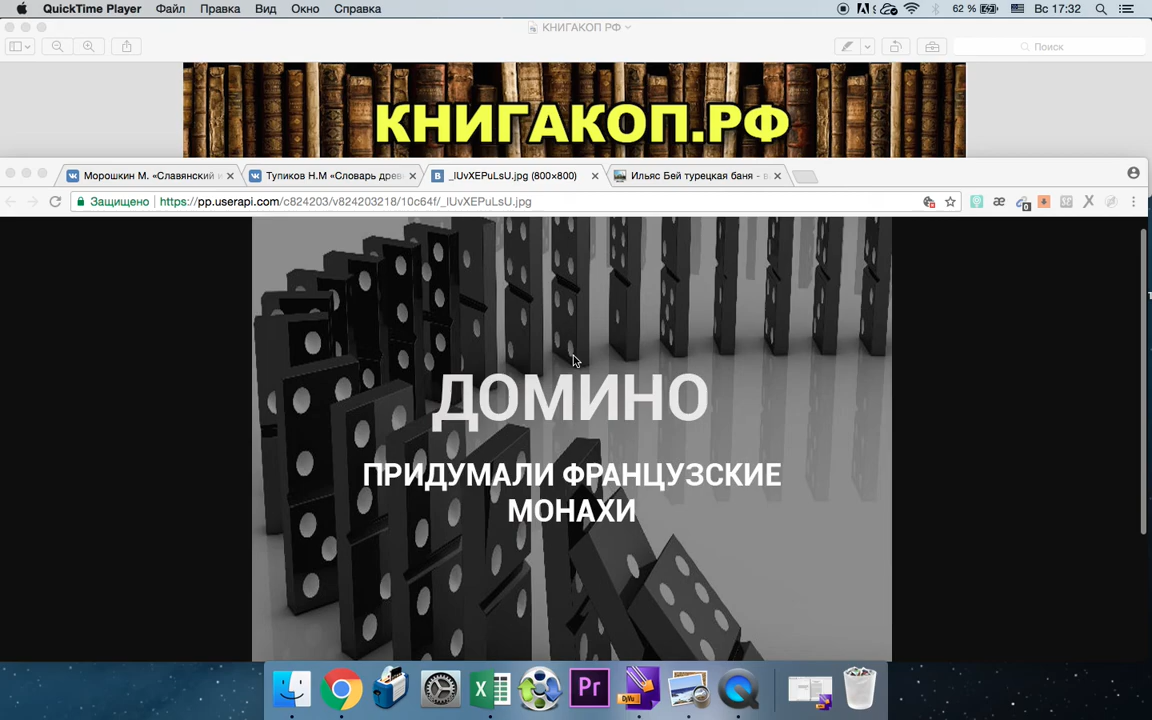 QuickTime Player Файл Правка Вид Окно Справка
62 % Вс 17:32
КНИГАКОП РФ
Поиск
КНИГАКОП.РФ
Морошкин М. «Славянский и
Тупиков Н.М «Словарь древ
_lUvXEPuLsU.jpg (800×800)
Ильяс Бей турецкая баня - в
Защищено https://pp.userapi.com/c824203/v824203218/10c64f/_lUvXEPuLsU.jpg
ДОМИНО
ПРИДУМАЛИ ФРАНЦУЗСКИЕ
МОНАХИ
Pr
DjVu